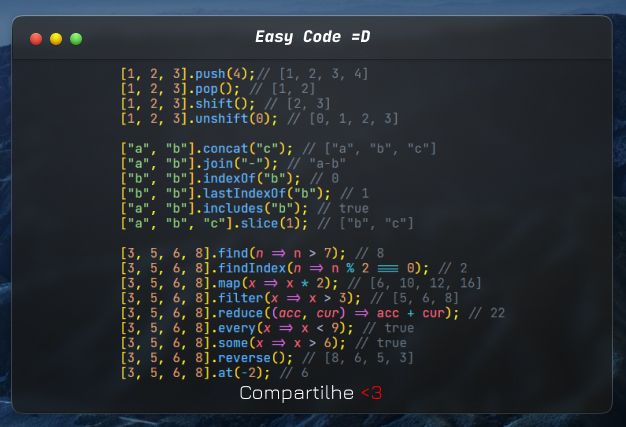 Easy Code =D
[1, 2, 3].push(4);// [1, 2, 3, 4]
[1, 2, 3].pop(); // [1, 2]
[1, 2, 3].shift(); // [2, 3]
[1, 2, 3].unshift(0); // [0, 1, 2, 3]
["a", "b"].concat("c"); // ["a", "b", "c"]
["a", "b"].join("-"); // "a-b"
["b", "b"].indexOf("b"); // 0
["b", "b"].lastIndexOf("b"); // 1
["a", "b"].includes("b"); // true
["a", "b", "c"].slice(1); // ["b", "c"]
[3, 5, 6, 8].find(n => n > 7); // 8
[3, 5, 6, 8].findIndex(n => n % 2 === 0); // 2
[3, 5, 6, 8].map(x => x * 2); // [6, 10, 12, 16]
[3, 5, 6, 8].filter(x => x > 3); // [5, 6, 8]
[3, 5, 6, 8].reduce((acc, cur) => acc + cur); // 22
[3, 5, 6, 8].every(x => x < 9); // true
[3, 5, 6, 8].some(x => x > 6); // true
[3, 5, 6, 8].reverse(); // [8, 6, 5, 3]
[3, 5, 6, 8].at(-2); // 6
Compartilhe <3